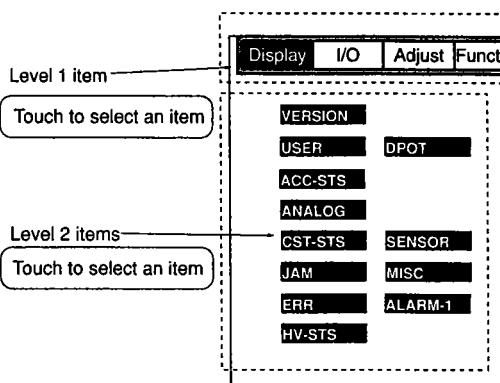 Display I/O Adjust Funct
Level 1 item
Touch to select an item
VERSION
USER DPOT
ACC-STS
ANALOG
Level 2 items
CST-STS SENSOR
Touch to select an item
JAM MISC
ERR ALARM-1
HV-STS